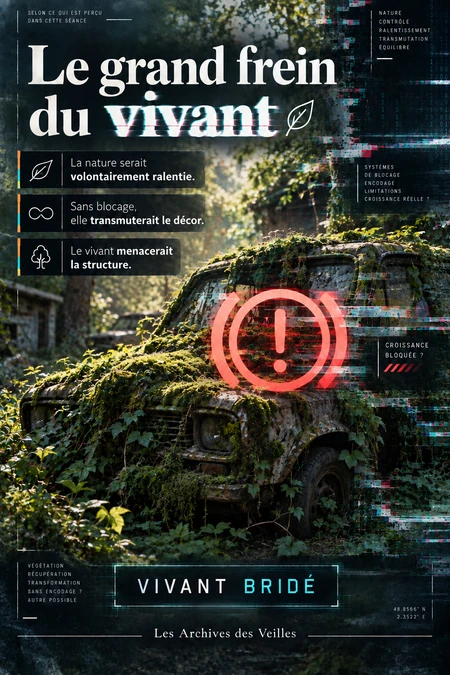 SELON CE QUI EST PERÇU
DANS CETTE SÉANCE
NATURE
CONTRÔLE
RALENTISSEMENT
TRANSMUTATION
ÉQUILIBRE
Le grand frein
du vivant
La nature serait
volontairement ralentie.
Sans blocage,
elle transmuterait le décor.
Le vivant menacerait
la structure.
SYSTÈMES
DE BLOCAGE
ENCODAGE
LIMITATIONS
CROISSANCE RÉELLE ?
!
CROISSANCE
BLOQUÉE ?
VÉGÉTATION
RÉCUPÉRATION
TRANSFORMATION
SANS ENCODAGE ?
AUTRE POSSIBLE
VIVANT BRIDÉ
48.8566° N
2.3522° E
Les Archives des Veilles